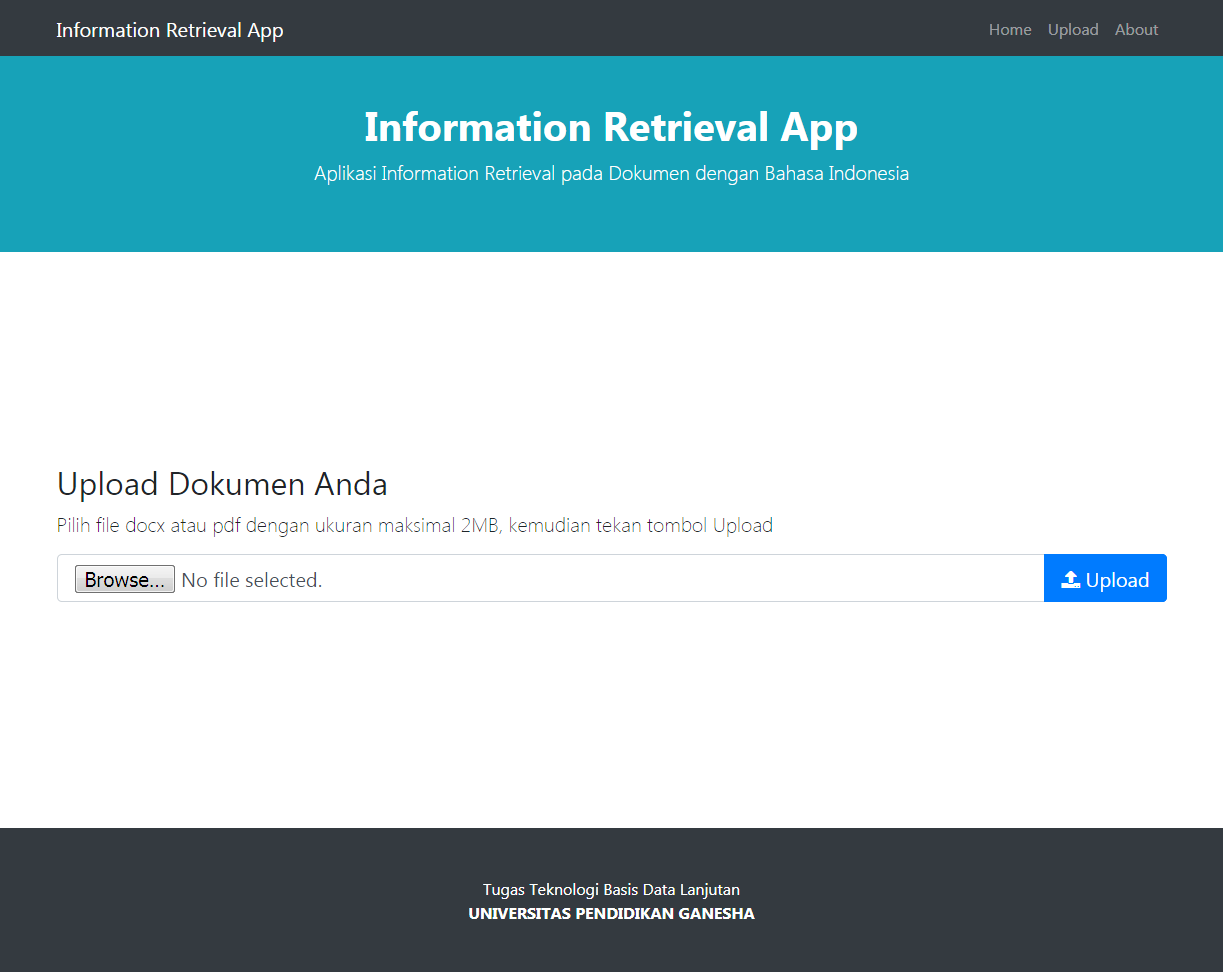 Information Retrieval App
Home Upload About
Information Retrieval App
Aplikasi Information Retrieval pada Dokumen dengan Bahasa Indonesia
Upload Dokumen Anda
Pilih file docx atau pdf dengan ukuran maksimal 2MB, kemudian tekan tombol Upload
Browse... No file selected.
Upload
Tugas Teknologi Basis Data Lanjutan
UNIVERSITAS PENDIDIKAN GANESHA